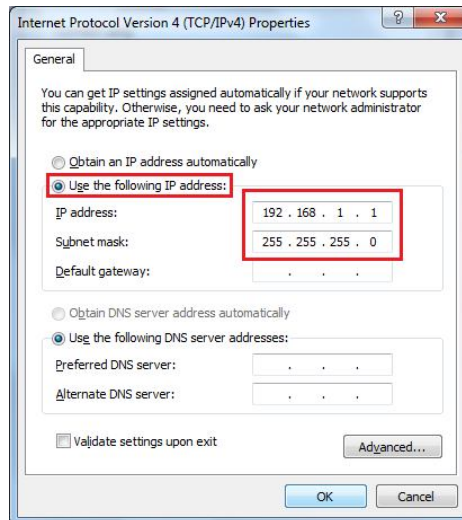 Internet Protocol Version 4 (TCP/IPv4) Properties
General
You can get IP settings assigned automatically if your network supports
this capability. Otherwise, you need to ask your network administrator
for the appropriate IP settings.
Obtain an IP address automatically
Use the following IP address:
IP address: 192 . 168 . 1 . 1
Subnet mask: 255 . 255 . 255 . 0
Default gateway: . . .
Obtain DNS server address automatically
Use the following DNS server addresses:
Preferred DNS server: . . .
Alternate DNS server: . . .
Validate settings upon exit
Advanced...
OK Cancel